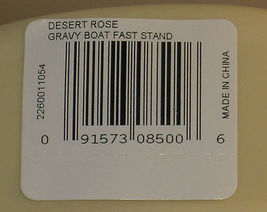 DESERT ROSE
GRAVY BOAT FAST STAND
2260011054
MADE IN CHINA
0 91573 08500 6